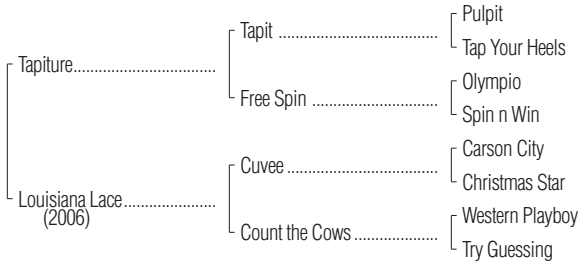 Pulpit
Tapit
Tap Your Heels
Tapiture
Olympio
Free Spin
Spin n Win
Carson City
Cuvee
Christmas Star
Louisiana Lace
(2006)
Western Playboy
Count the Cows
Try Guessing